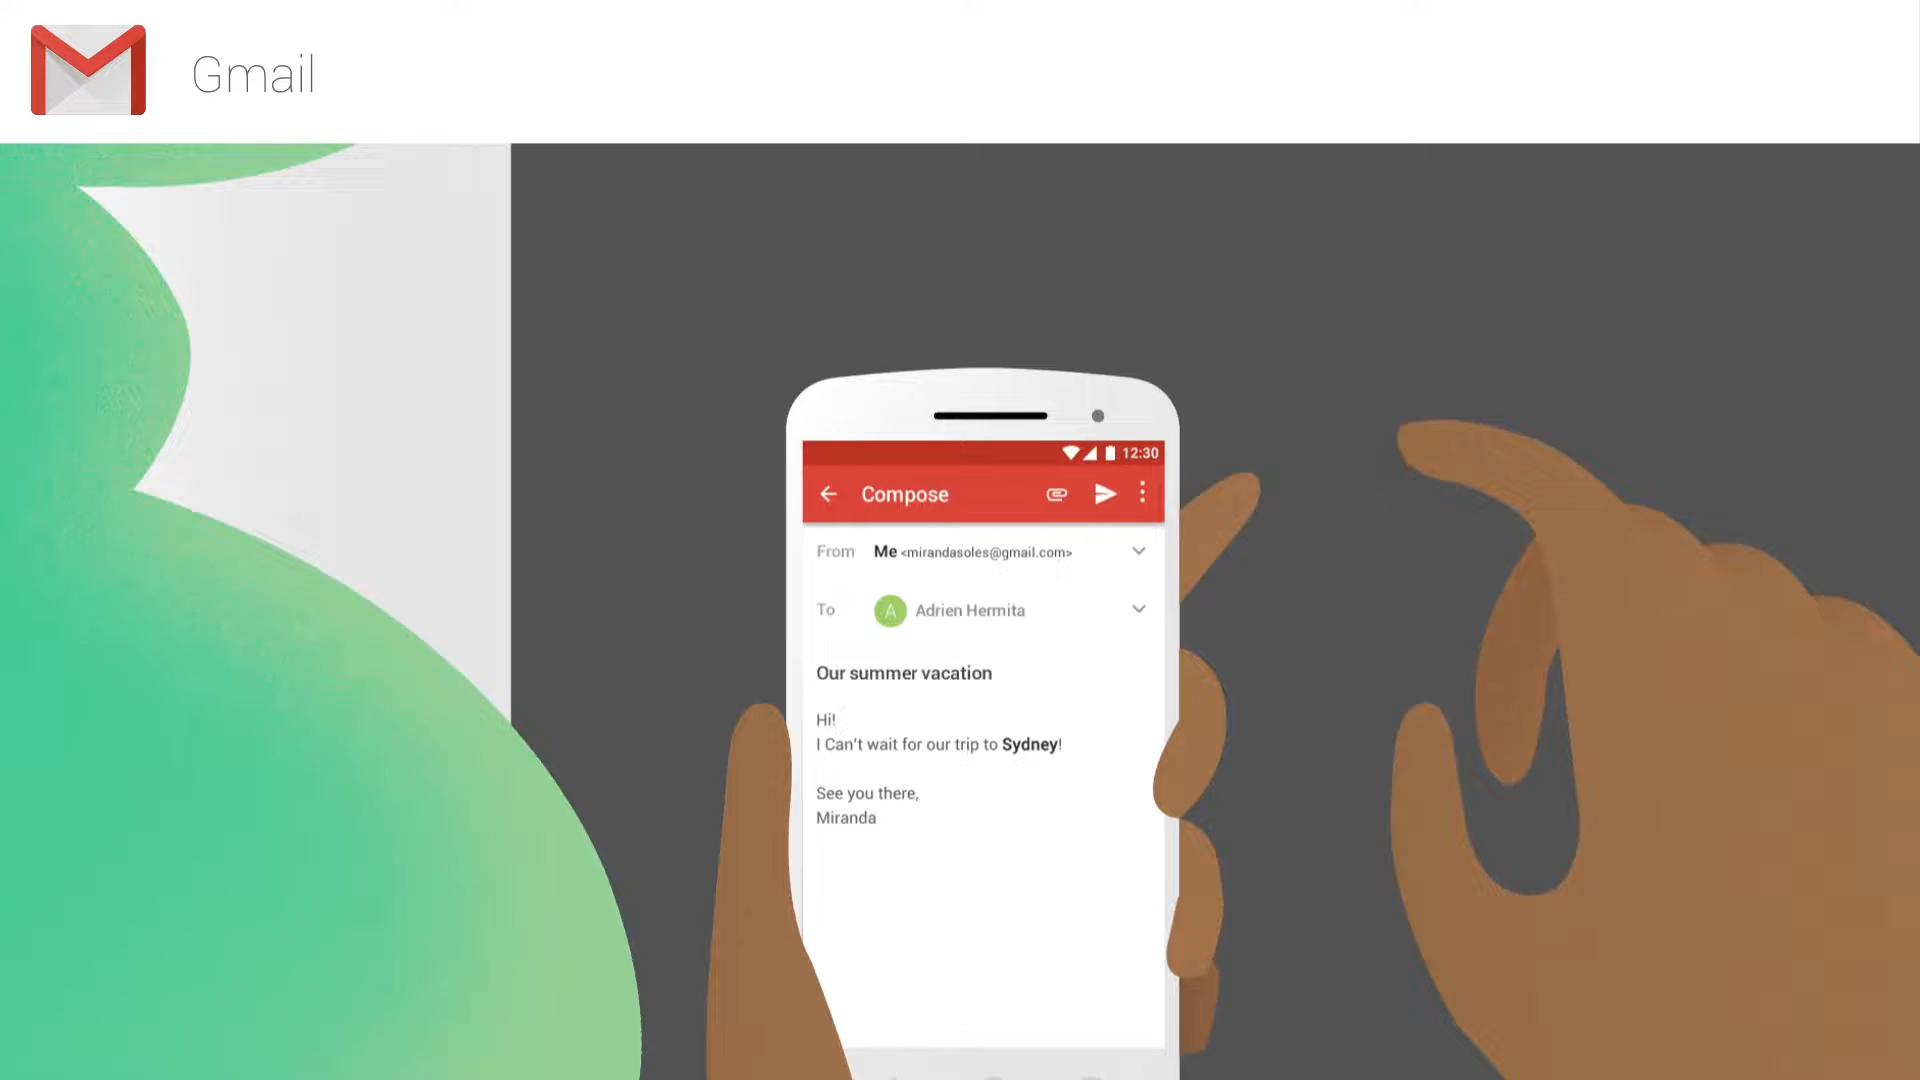 Gmail
12:30
Compose
From Me <mirandasoles@gmail.com>
To A Adrien Hermita
Our summer vacation
Hi!
I Can't wait for our trip to Sydney!
See you there,
Miranda